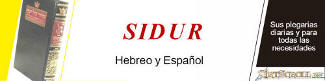 SIDUR
Hebreo y Español
Sus plegarias
diarias y para
todas las
necesidades